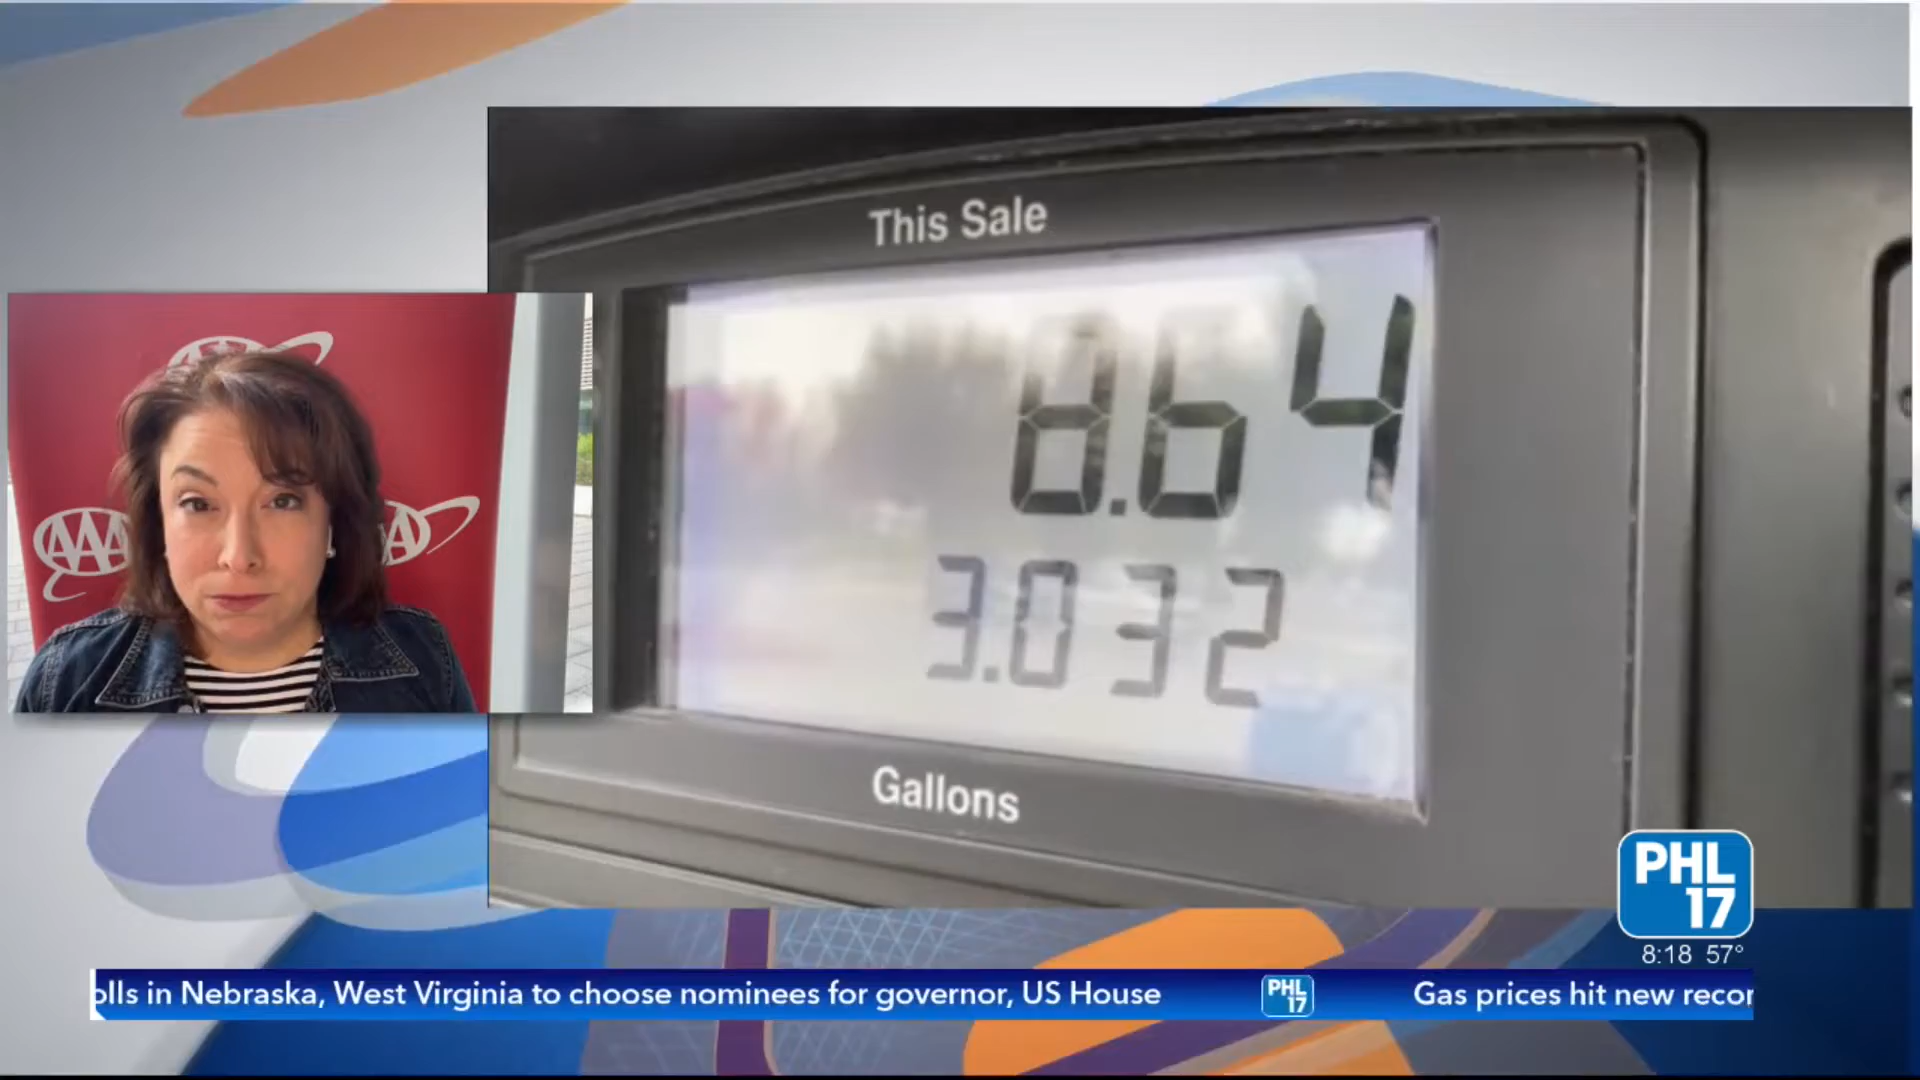 This Sale
8.64
3.032
Gallons
AAA
PHL
17
8:18 57°
olls in Nebraska, West Virginia to choose nominees for governor, US House
PHL
17
Gas prices hit new recor